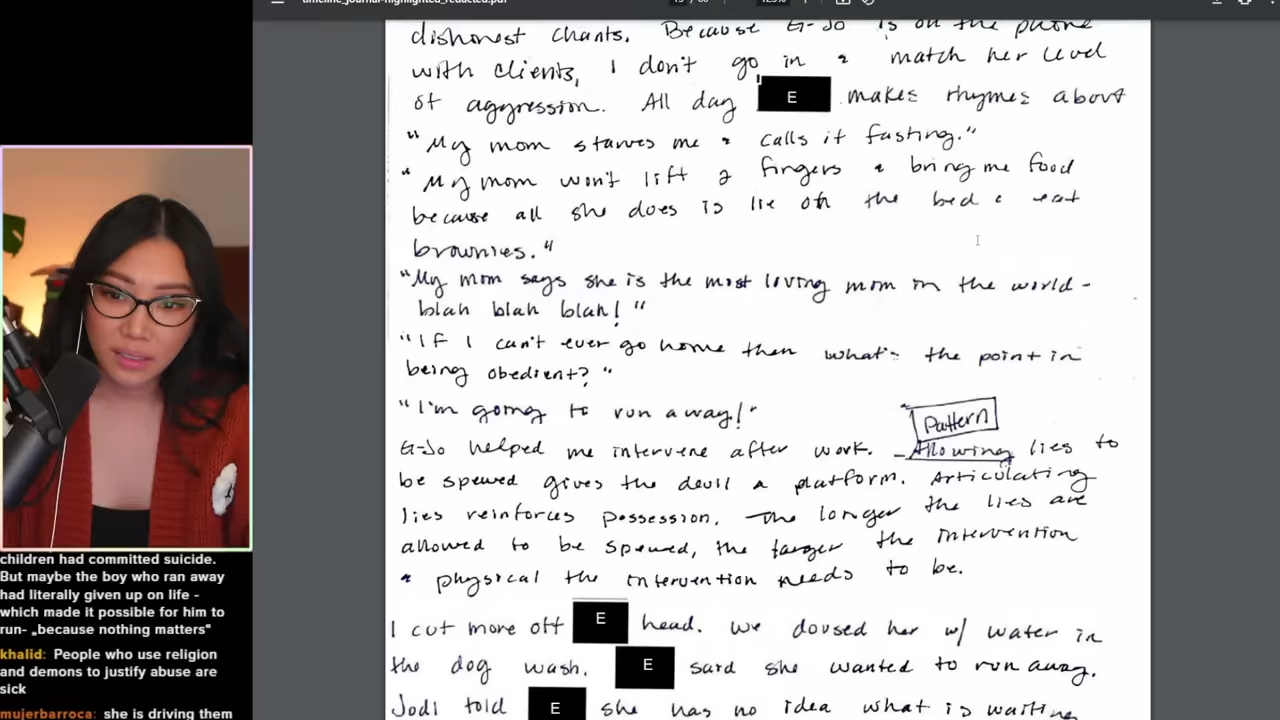 timeline_journal-highlighted_redacted.pdf
dishonest chants. Because G-Jo is on the phone
with clients, I don't go in & match her level
of aggression. All day E makes rhymes about
"My mom starves me & calls it fasting."
"My mom won't lift 2 fingers & bring me food
because all she does is lie on the bed & eat
brownies."
"My mom says she is the most loving mom in the world -
blah blah blah!"
"If I can't ever go home then what's the point in
being obedient?"
"I'm going to run away!"
Pattern
G-Jo helped me intervene after work. - Allowing lies to
be spewed gives the devil a platform. Articulating
lies reinforces possession. The longer the lies are
allowed to be spewed, the larger the intervention
& physical the intervention needs to be.
I cut more off E head. We doused her w/ water in
the dog wash. E said she wanted to run away.
Jodi told E she has no idea what is waiting
children had committed suicide.
But maybe the boy who ran away
had literally given up on life -
which made it possible for him to
run- „because nothing matters"
khalid: People who use religion
and demons to justify abuse are
sick
mujerbarroca: she is driving them